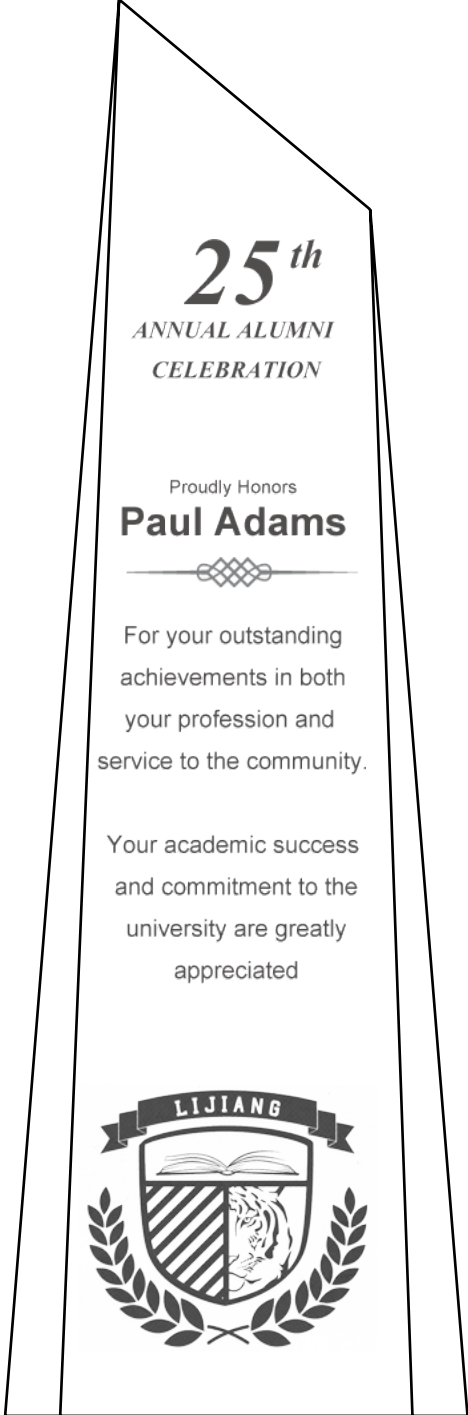 25th
ANNUAL ALUMNI
CELEBRATION
Proudly Honors
Paul Adams
For your outstanding
achievements in both
your profession and
service to the community.
Your academic success
and commitment to the
university are greatly
appreciated
LIJIANG